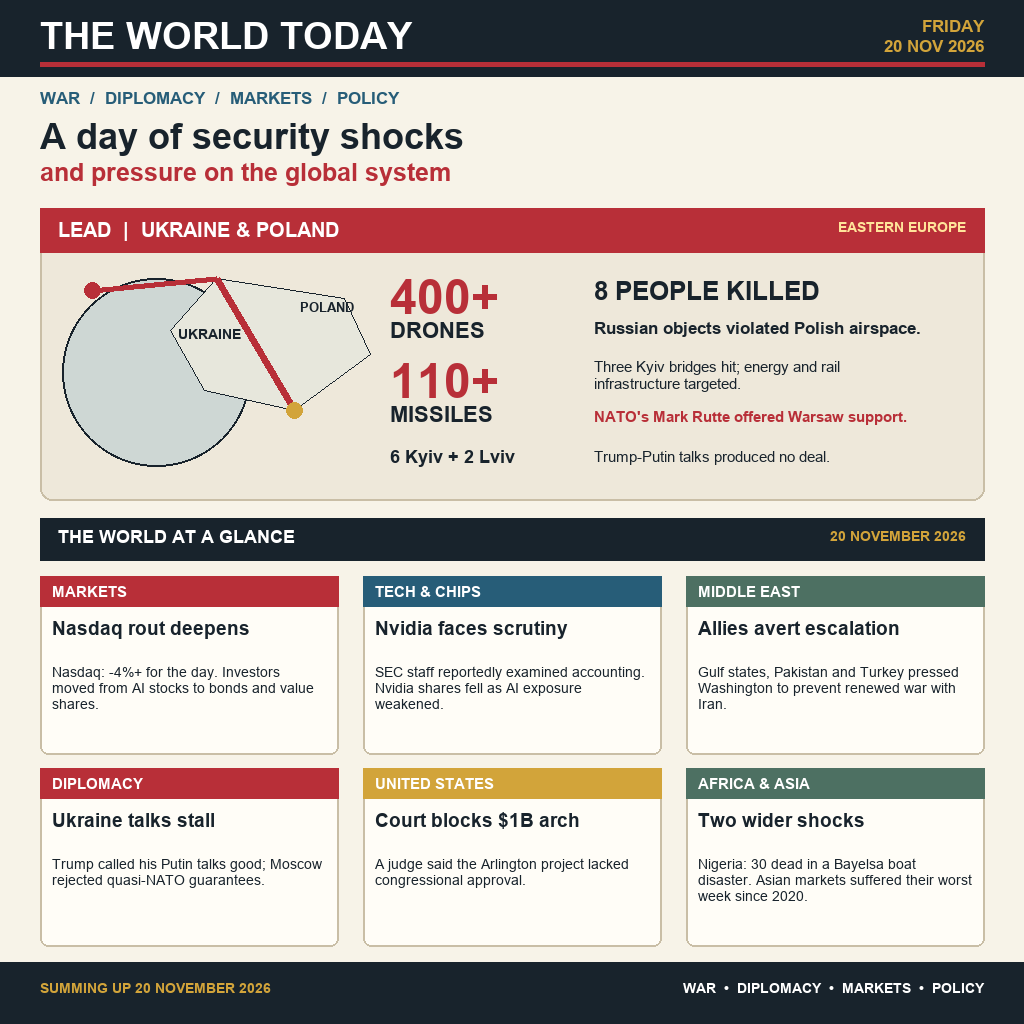 THE WORLD TODAY
FRIDAY
20 NOV 2026
WAR / DIPLOMACY / MARKETS / POLICY
A day of security shocks
and pressure on the global system
LEAD | UKRAINE & POLAND
EASTERN EUROPE
POLAND
UKRAINE
400+
DRONES
110+
MISSILES
6 Kyiv + 2 Lviv
8 PEOPLE KILLED
Russian objects violated Polish airspace.
Three Kyiv bridges hit; energy and rail
infrastructure targeted.
NATO's Mark Rutte offered Warsaw support.
Trump-Putin talks produced no deal.
THE WORLD AT A GLANCE
20 NOVEMBER 2026
MARKETS
Nasdaq rout deepens
Nasdaq: -4%+ for the day. Investors
moved from AI stocks to bonds and value
shares.
TECH & CHIPS
Nvidia faces scrutiny
SEC staff reportedly examined accounting.
Nvidia shares fell as AI exposure
weakened.
MIDDLE EAST
Allies avert escalation
Gulf states, Pakistan and Turkey pressed
Washington to prevent renewed war with
Iran.
DIPLOMACY
Ukraine talks stall
Trump called his Putin talks good; Moscow
rejected quasi-NATO guarantees.
UNITED STATES
Court blocks $1B arch
A judge said the Arlington project lacked
congressional approval.
AFRICA & ASIA
Two wider shocks
Nigeria: 30 dead in a Bayelsa boat
disaster. Asian markets suffered their worst
week since 2020.
SUMMING UP 20 NOVEMBER 2026
WAR • DIPLOMACY • MARKETS • POLICY